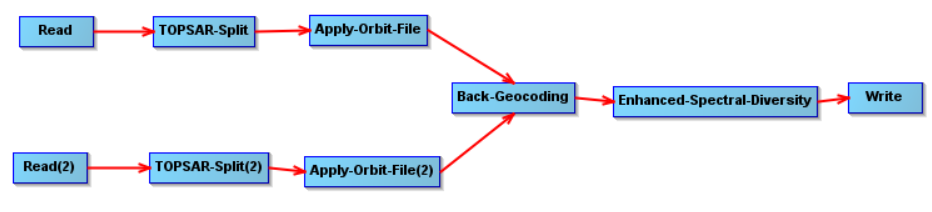 Read
TOPSAR-Split
Apply-Orbit-File
Back-Geocoding
Enhanced-Spectral-Diversity
Write
Read(2)
TOPSAR-Split(2)
Apply-Orbit-File(2)